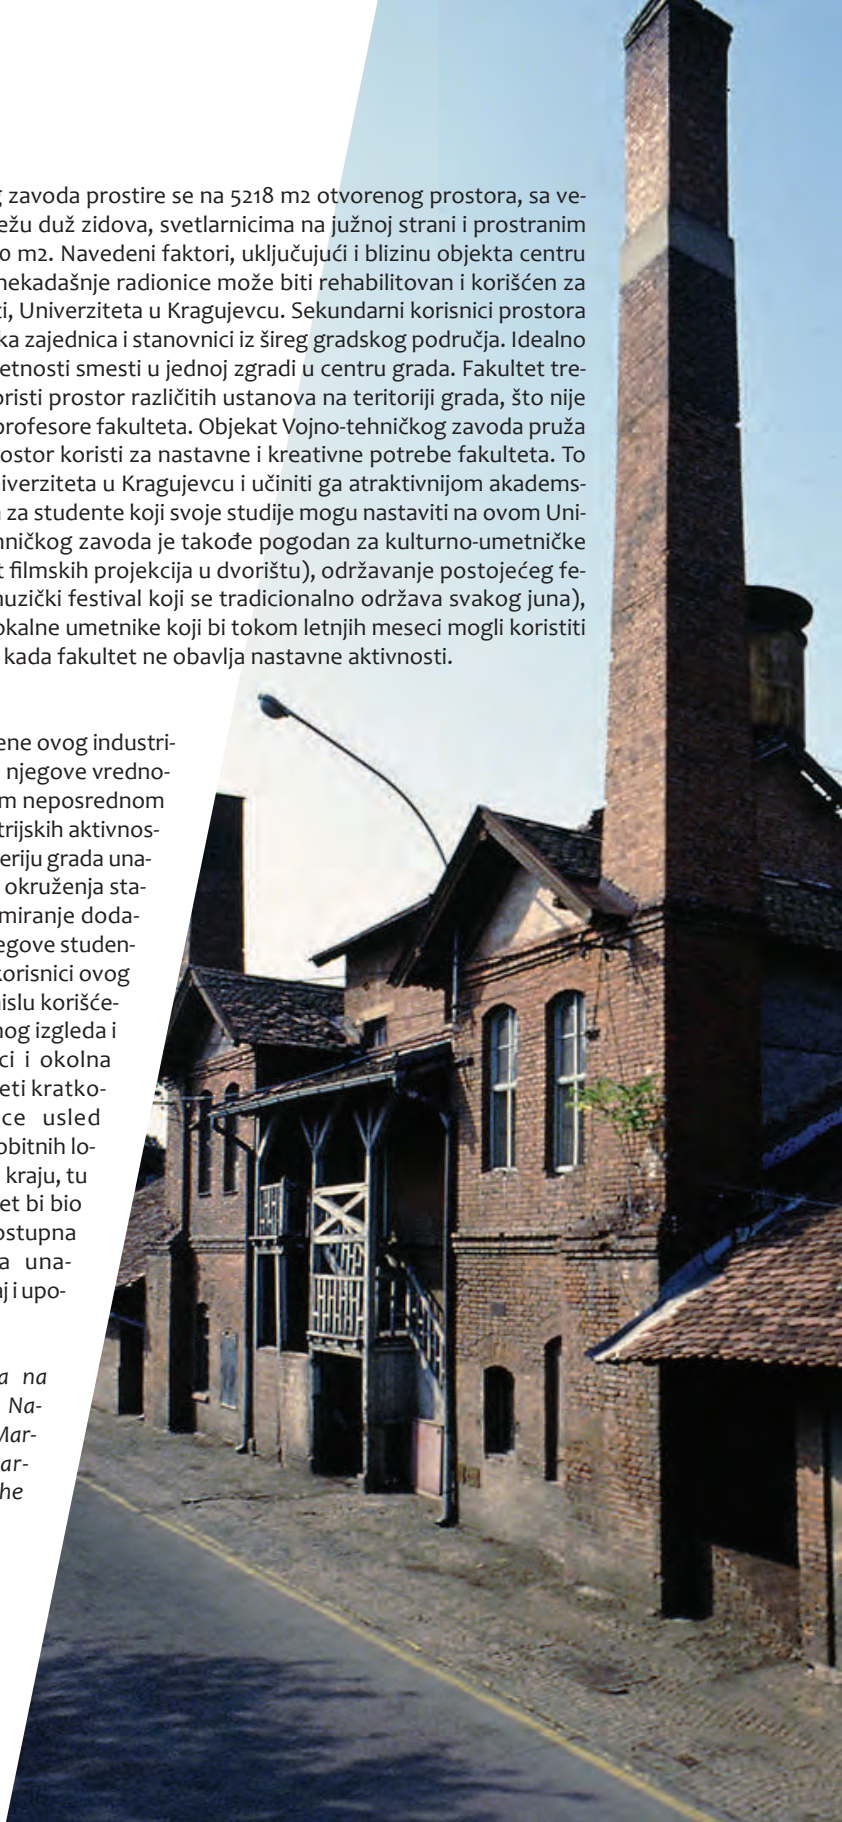 g zavoda prostire se na 5218 m2 otvorenog prostora, sa ve-
ežu duž zidova, svetlarnicima na južnoj strani i prostranim
0 m2. Navedeni faktori, uključujući i blizinu objekta centru
nekadašnje radionice može biti rehabilitovan i korišćen za
ti, Univerziteta u Kragujevcu. Sekundarni korisnici prostora
ka zajednica i stanovnici iz šireg gradskog područja. Idealno
etnosti smesti u jednoj zgradi u centru grada. Fakultet tre-
oristi prostor različitih ustanova na teritoriji grada, što nije
profesore fakulteta. Objekat Vojno-tehničkog zavoda pruža
ostor koristi za nastavne i kreativne potrebe fakulteta. To
niverziteta u Kragujevcu i učiniti ga atraktivnijom akadems-
za studente koji svoje studije mogu nastaviti na ovom Uni-
hničkog zavoda je takođe pogodan za kulturno-umetničke
t filmskih projekcija u dvorištu), održavanje postojećeg fe-
muzički festival koji se tradicionalno održava svakog juna),
okalne umetnike koji bi tokom letnjih meseci mogli koristiti
kada fakultet ne obavlja nastavne aktivnosti.
ene ovog industri-
njegove vredno-
m neposrednom
trijskih aktivnos-
eriju grada una-
okruženja sta-
miranje doda-
egove studen-
korisnici ovog
mislu korišće-
nog izgleda i
ci i okolna
eti kratko-
ce usled
obitnih lo-
kraju, tu
et bi bio
ostupna
a una-
j i upo-
a na
Na-
Mar-
ar-
he